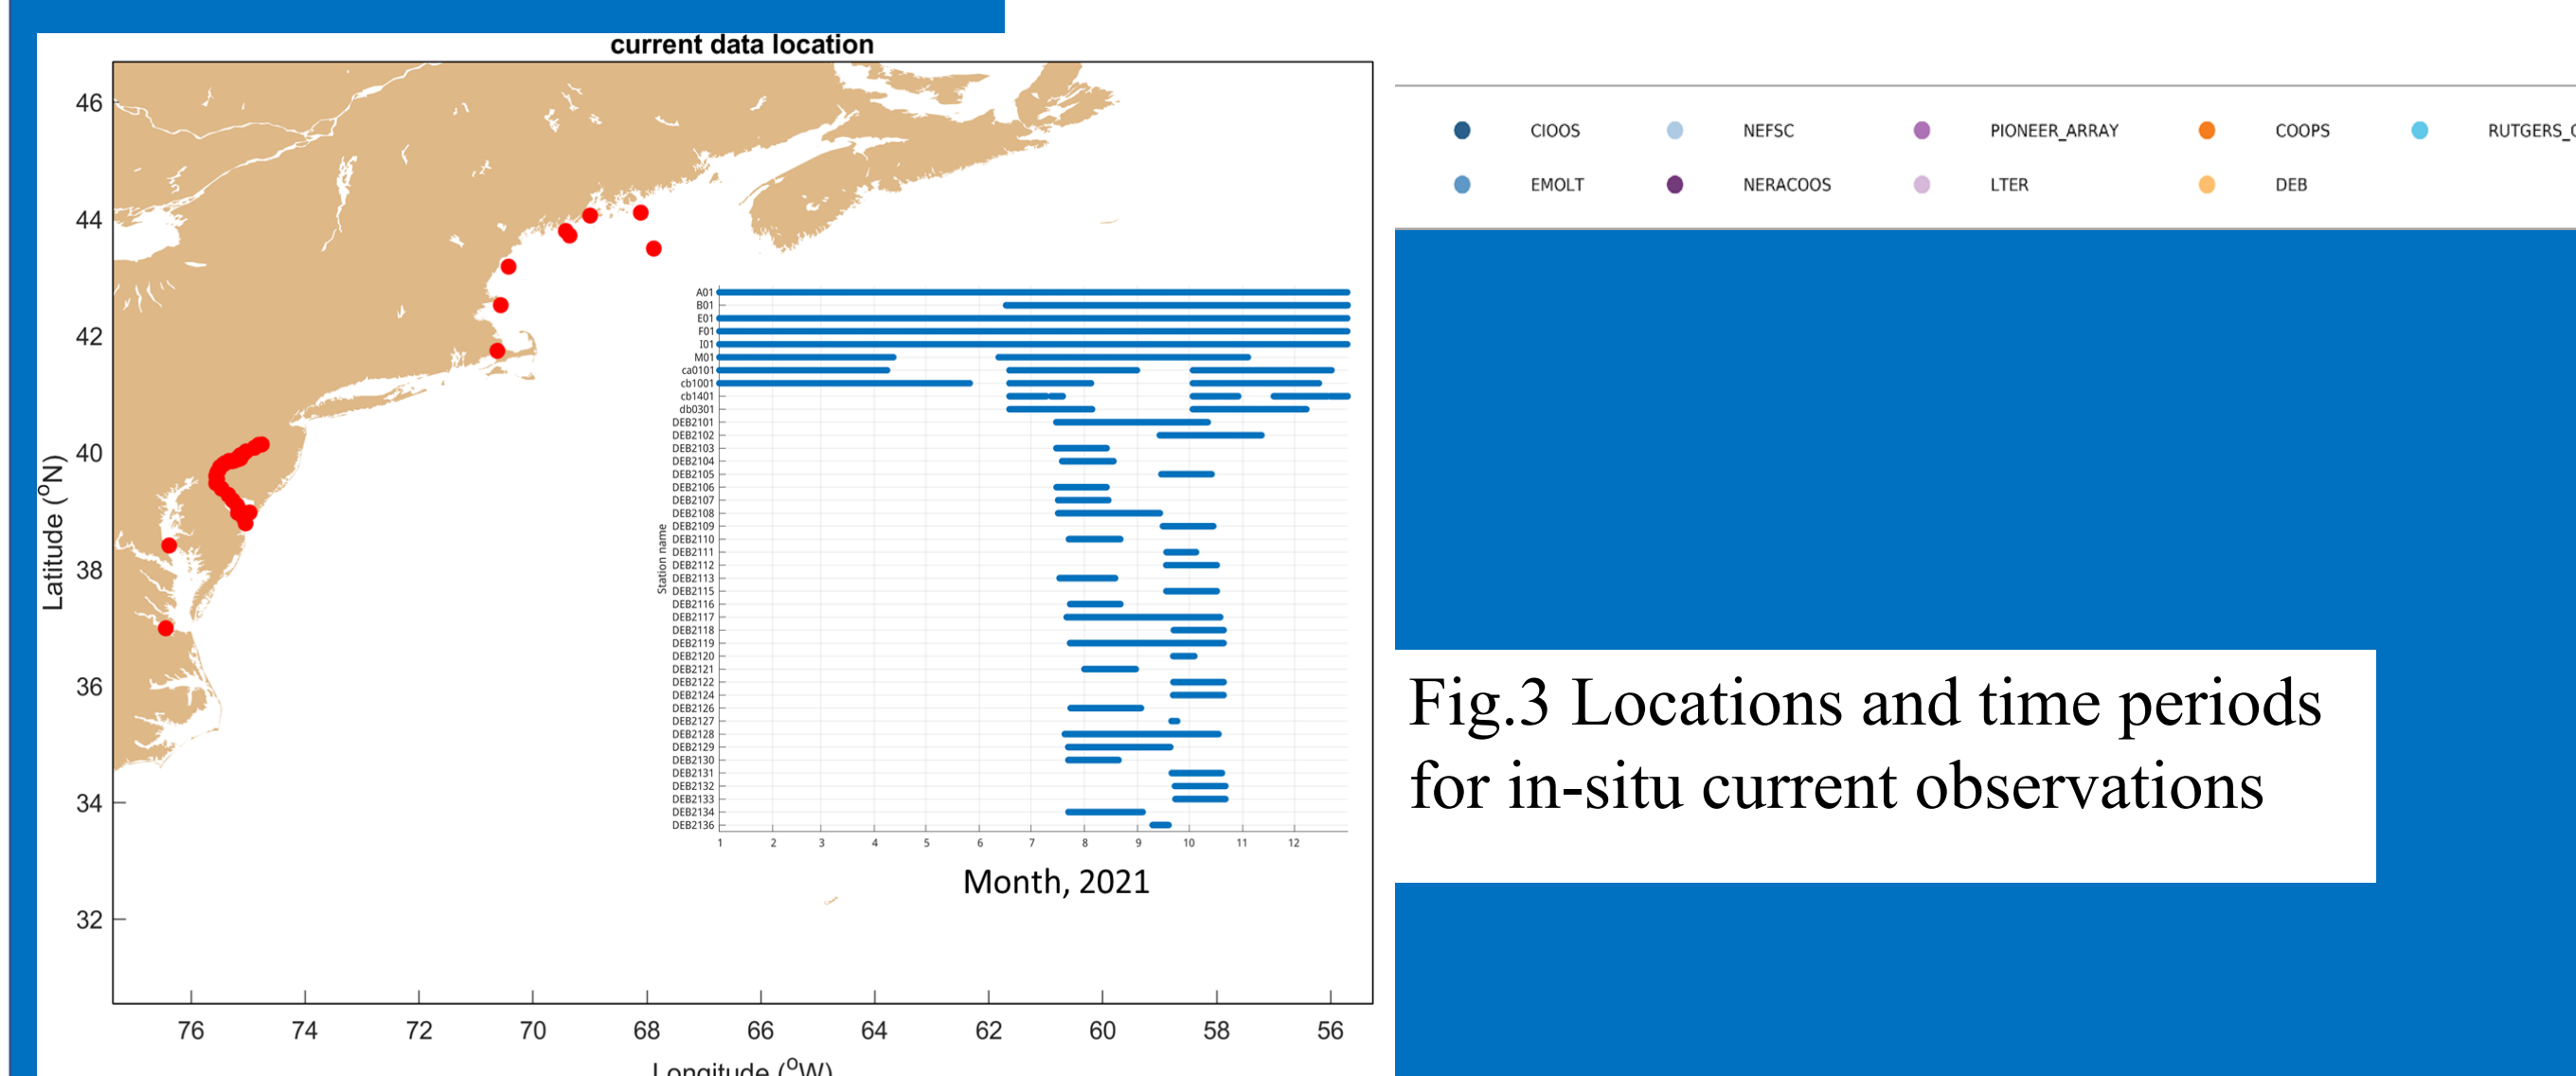 current data location
46
44
42
40
38
36
34
32
Latitude (°N)
76 74 72 70 68 66 64 62 60 58 56
Longitude (°W)
A01
B01
E01
F01
I01
M01
ca0101
cb1001
cb1401
db0301
DEB2101
DEB2102
DEB2103
DEB2104
DEB2105
DEB2106
DEB2107
DEB2108
DEB2109
DEB2110
DEB2111
DEB2112
DEB2113
DEB2115
DEB2116
DEB2117
DEB2118
DEB2119
DEB2120
DEB2121
DEB2122
DEB2124
DEB2126
DEB2127
DEB2128
DEB2129
DEB2130
DEB2131
DEB2132
DEB2133
DEB2134
DEB2136
Station name
1 2 3 4 5 6 7 8 9 10 11 12
Month, 2021
CIOOS NEFSC PIONEER_ARRAY COOPS RUTGERS_
EMOLT NERACOOS LTER DEB
Fig.3 Locations and time periods
for in-situ current observations